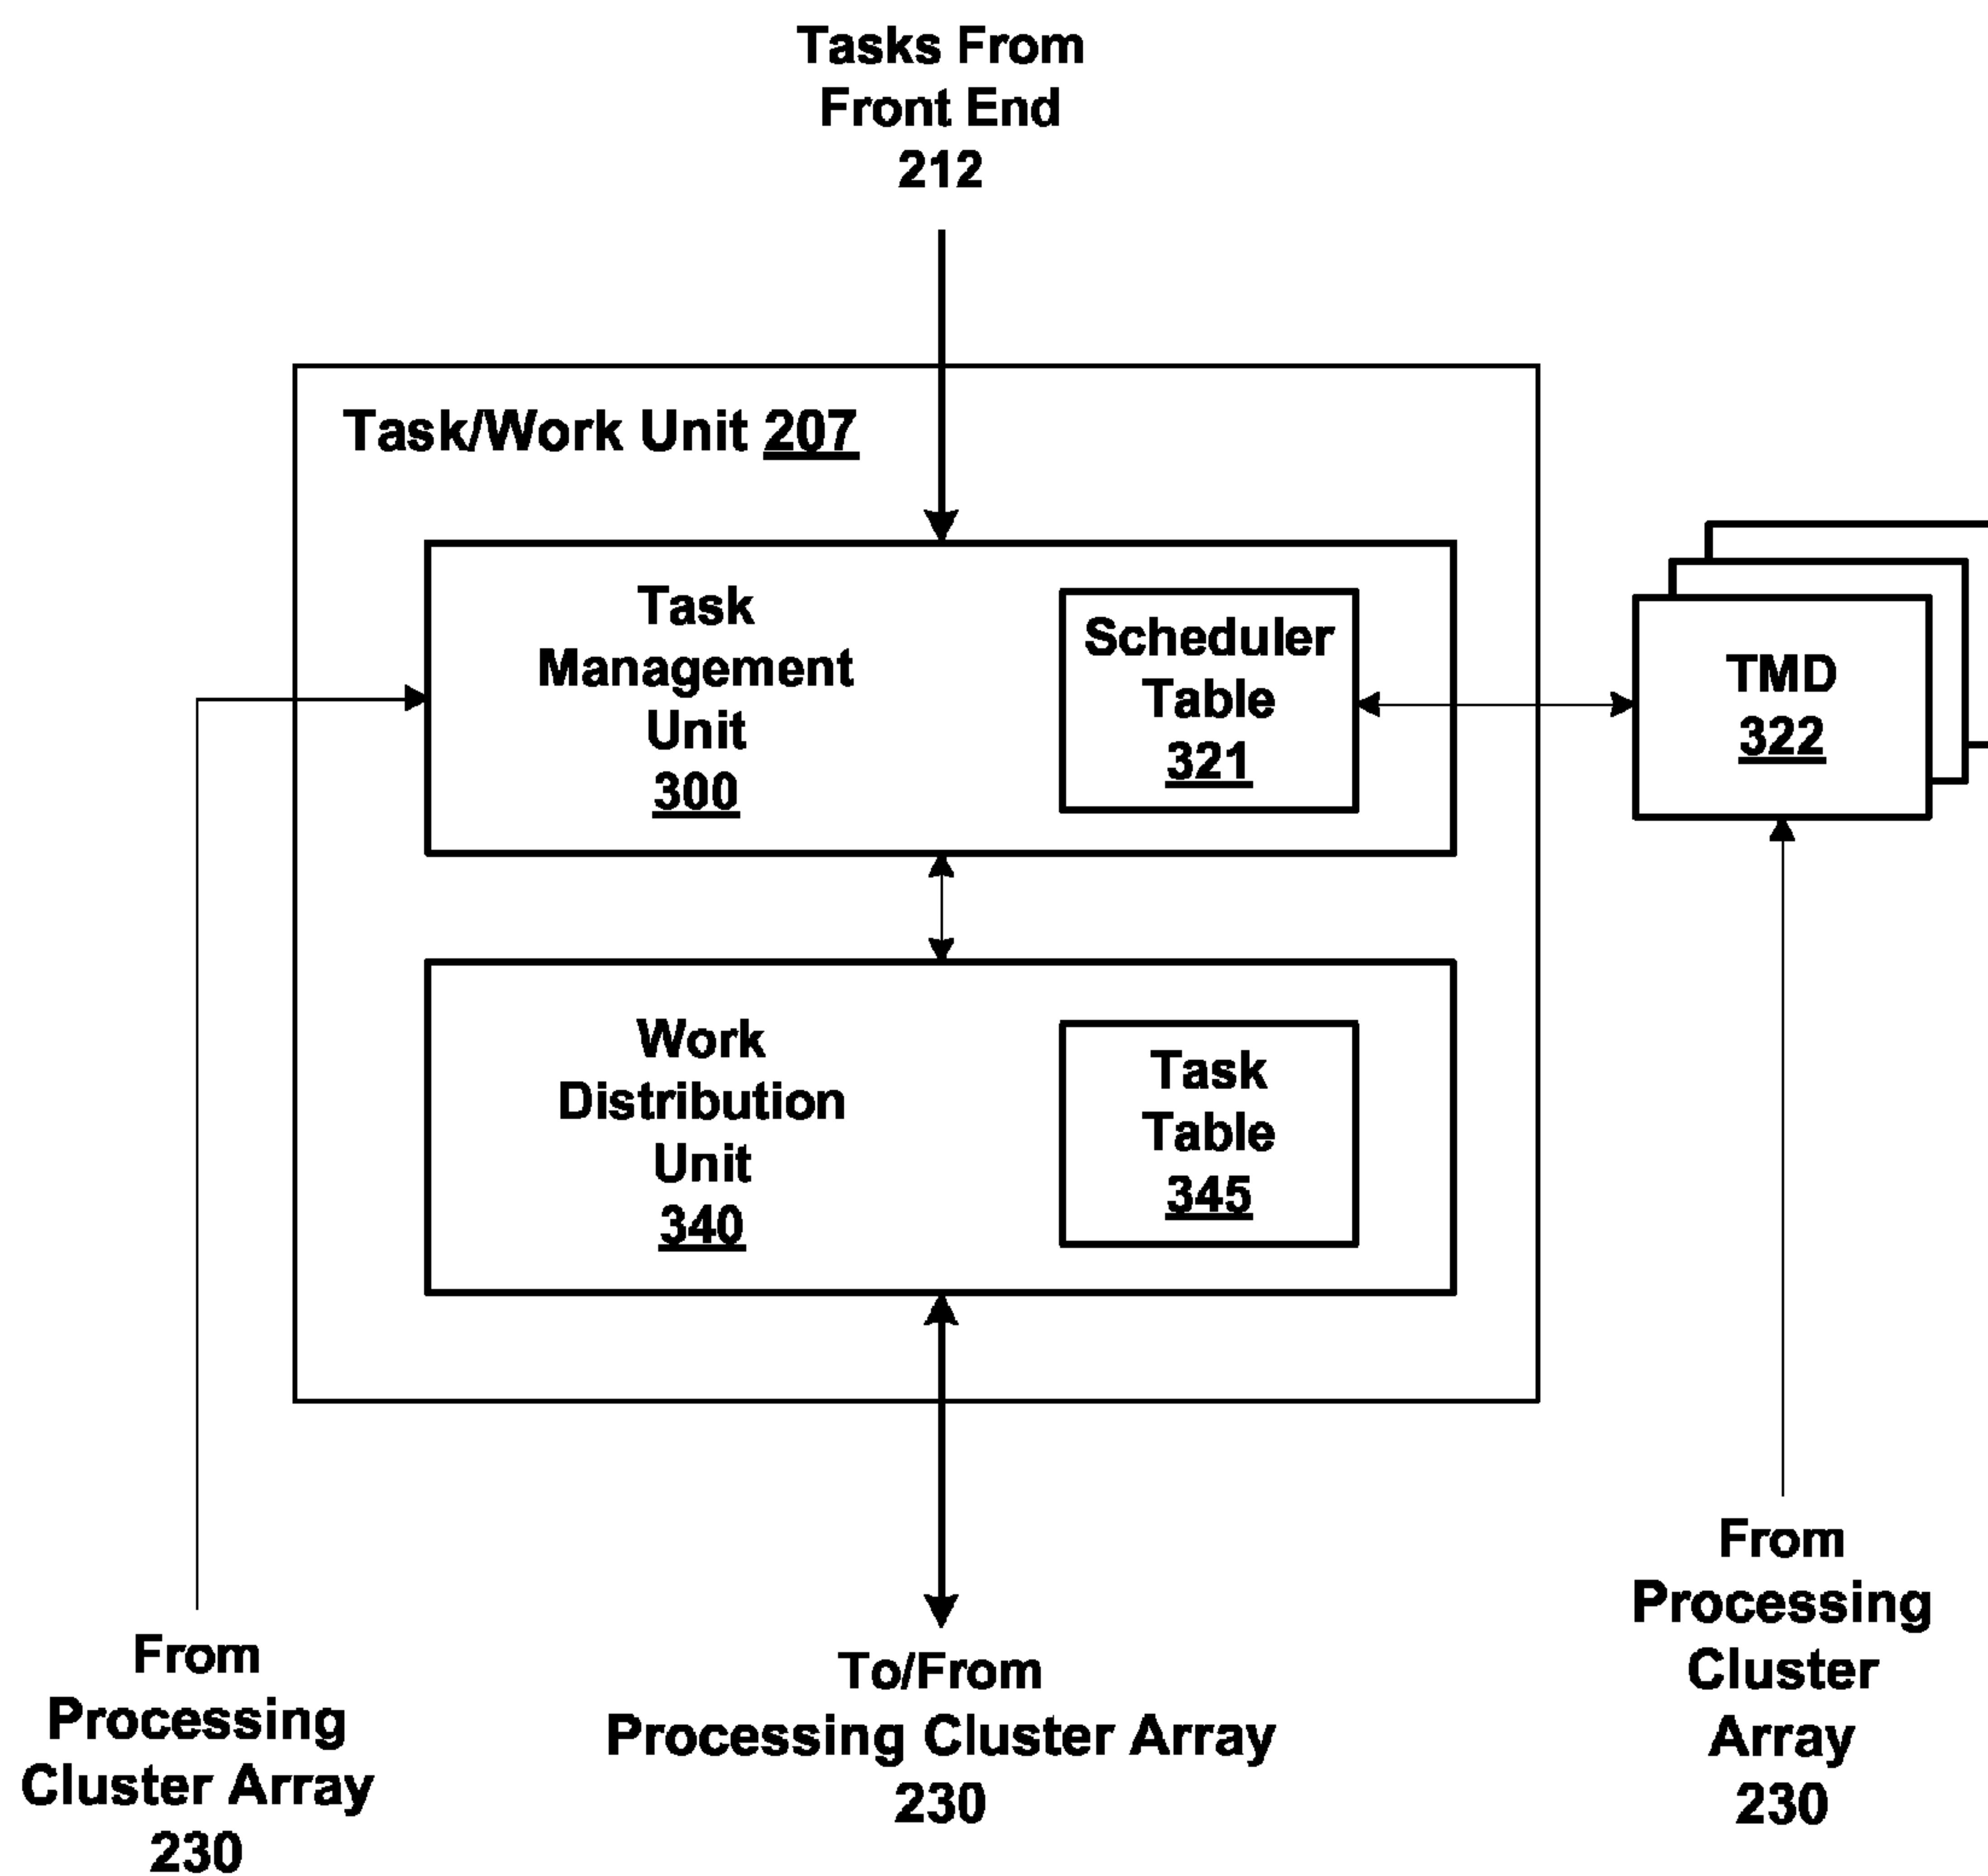 Tasks From
Front End
212
Task/Work Unit 207
Task
Management
Unit
300
Scheduler
Table
321
TMD
322
Work
Distribution
Unit
340
Task
Table
345
From
Processing
Cluster Array
230
To/From
Processing Cluster Array
230
From
Processing
Cluster
Array
230